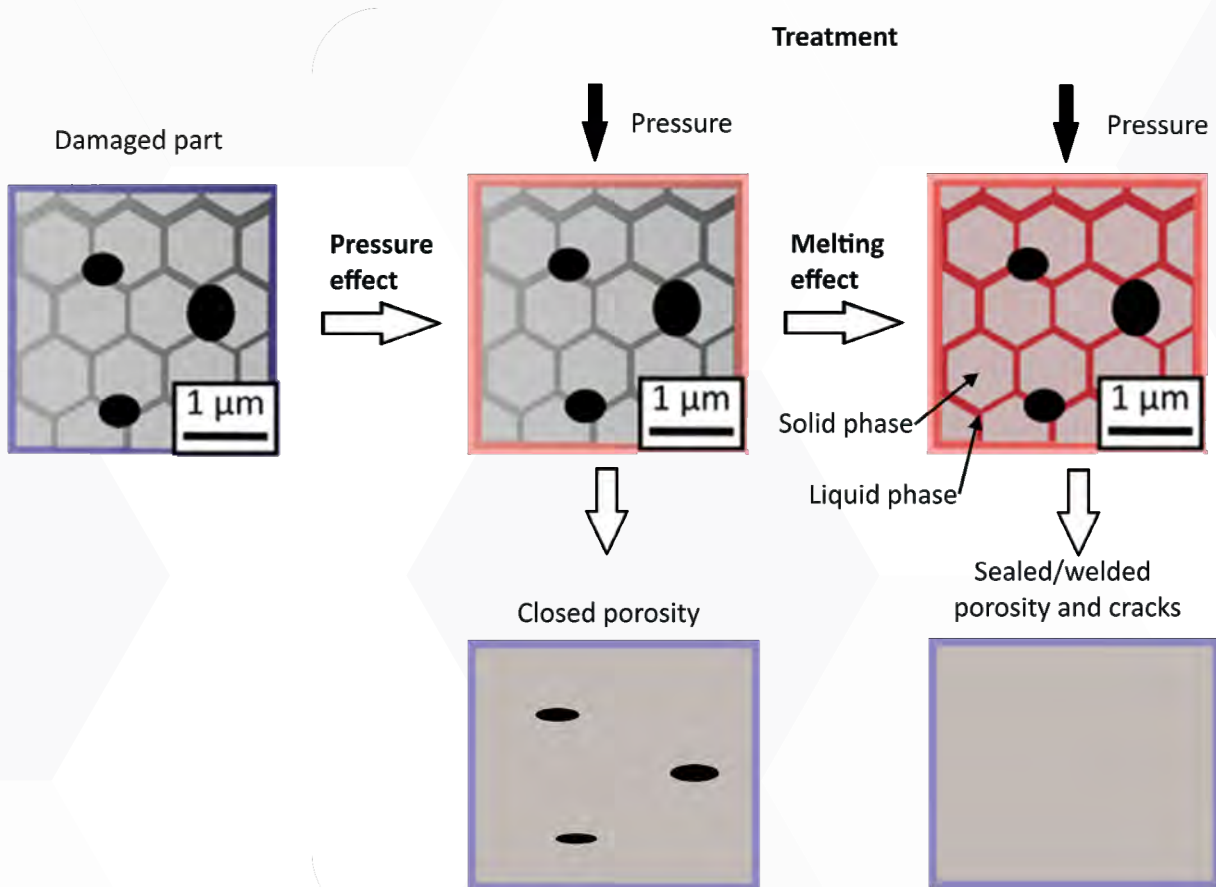 Treatment
Pressure
Pressure
Damaged part
Pressure
effect
Melting
effect
1 µm
1 µm
1 µm
Solid phase
Liquid phase
Closed porosity
Sealed/welded
porosity and cracks